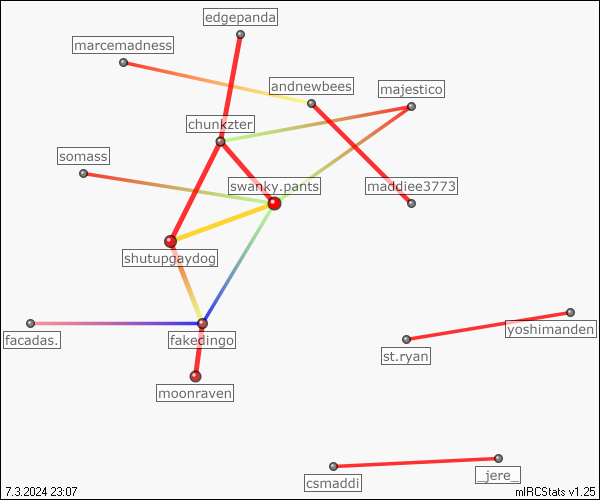 edgepanda
marcemadness
andnewbees
majestico
chunkzter
somass
swanky.pants
maddiee3773
shutupgaydog
facadas.
fakedingo
yoshimanden
st.ryan
moonraven
_jere_
csmaddi
7.3.2024 23:07
mIRCStats v1.25